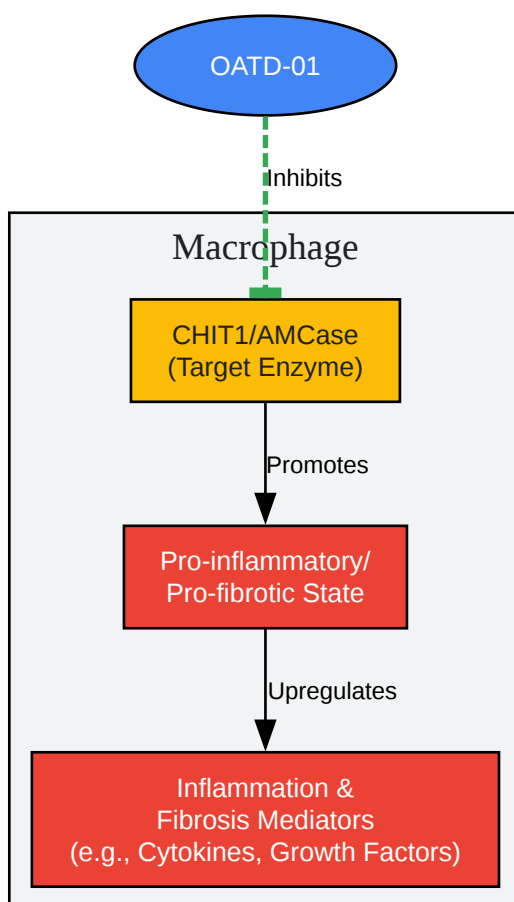 OATD-01
Inhibits
Macrophage
CHIT1/AMCase
(Target Enzyme)
Promotes
Pro-inflammatory/
Pro-fibrotic State
Upregulates
Inflammation &
Fibrosis Mediators
(e.g., Cytokines, Growth Factors)